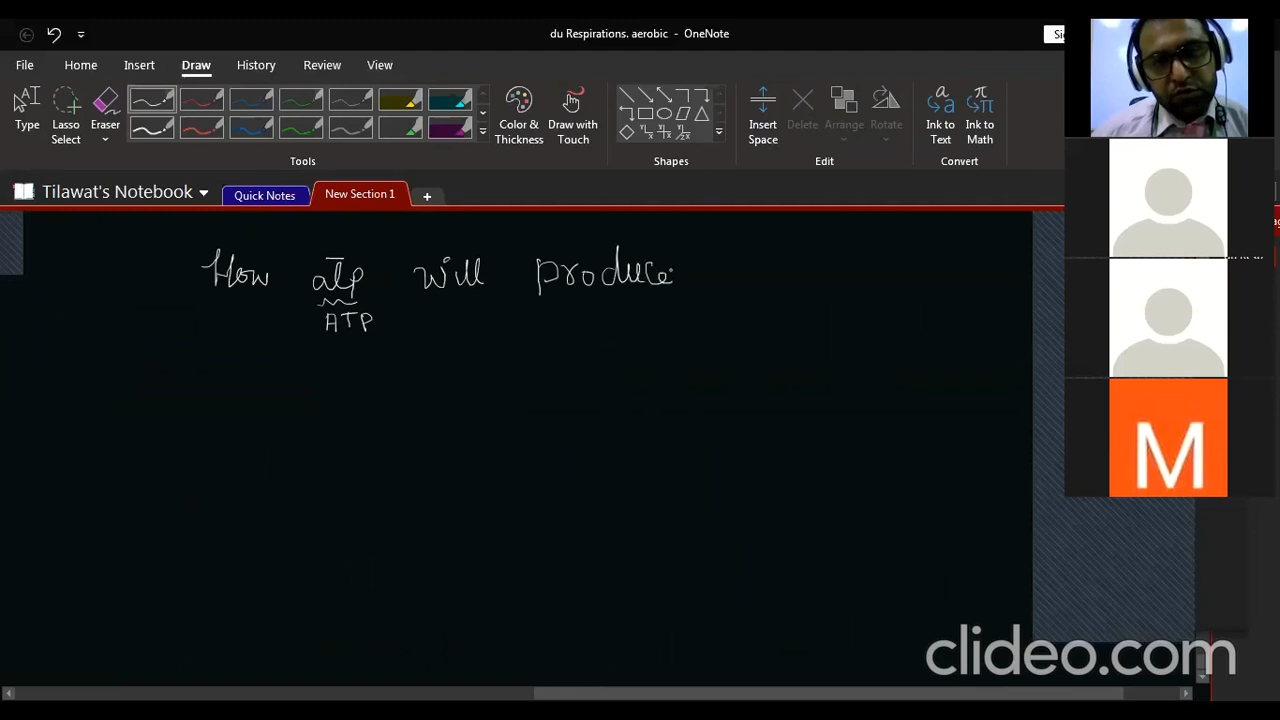 du Respirations. aerobic - OneNote
File Home Insert Draw History Review View
Type
Lasso Select
Eraser
Color & Thickness
Draw with Touch
Insert Space
Delete
Arrange
Rotate
Ink to Text
Ink to Math
Tools Shapes Edit Convert
Tilawat's Notebook Quick Notes New Section 1
How atp will produce
ATP
M
clideo.com